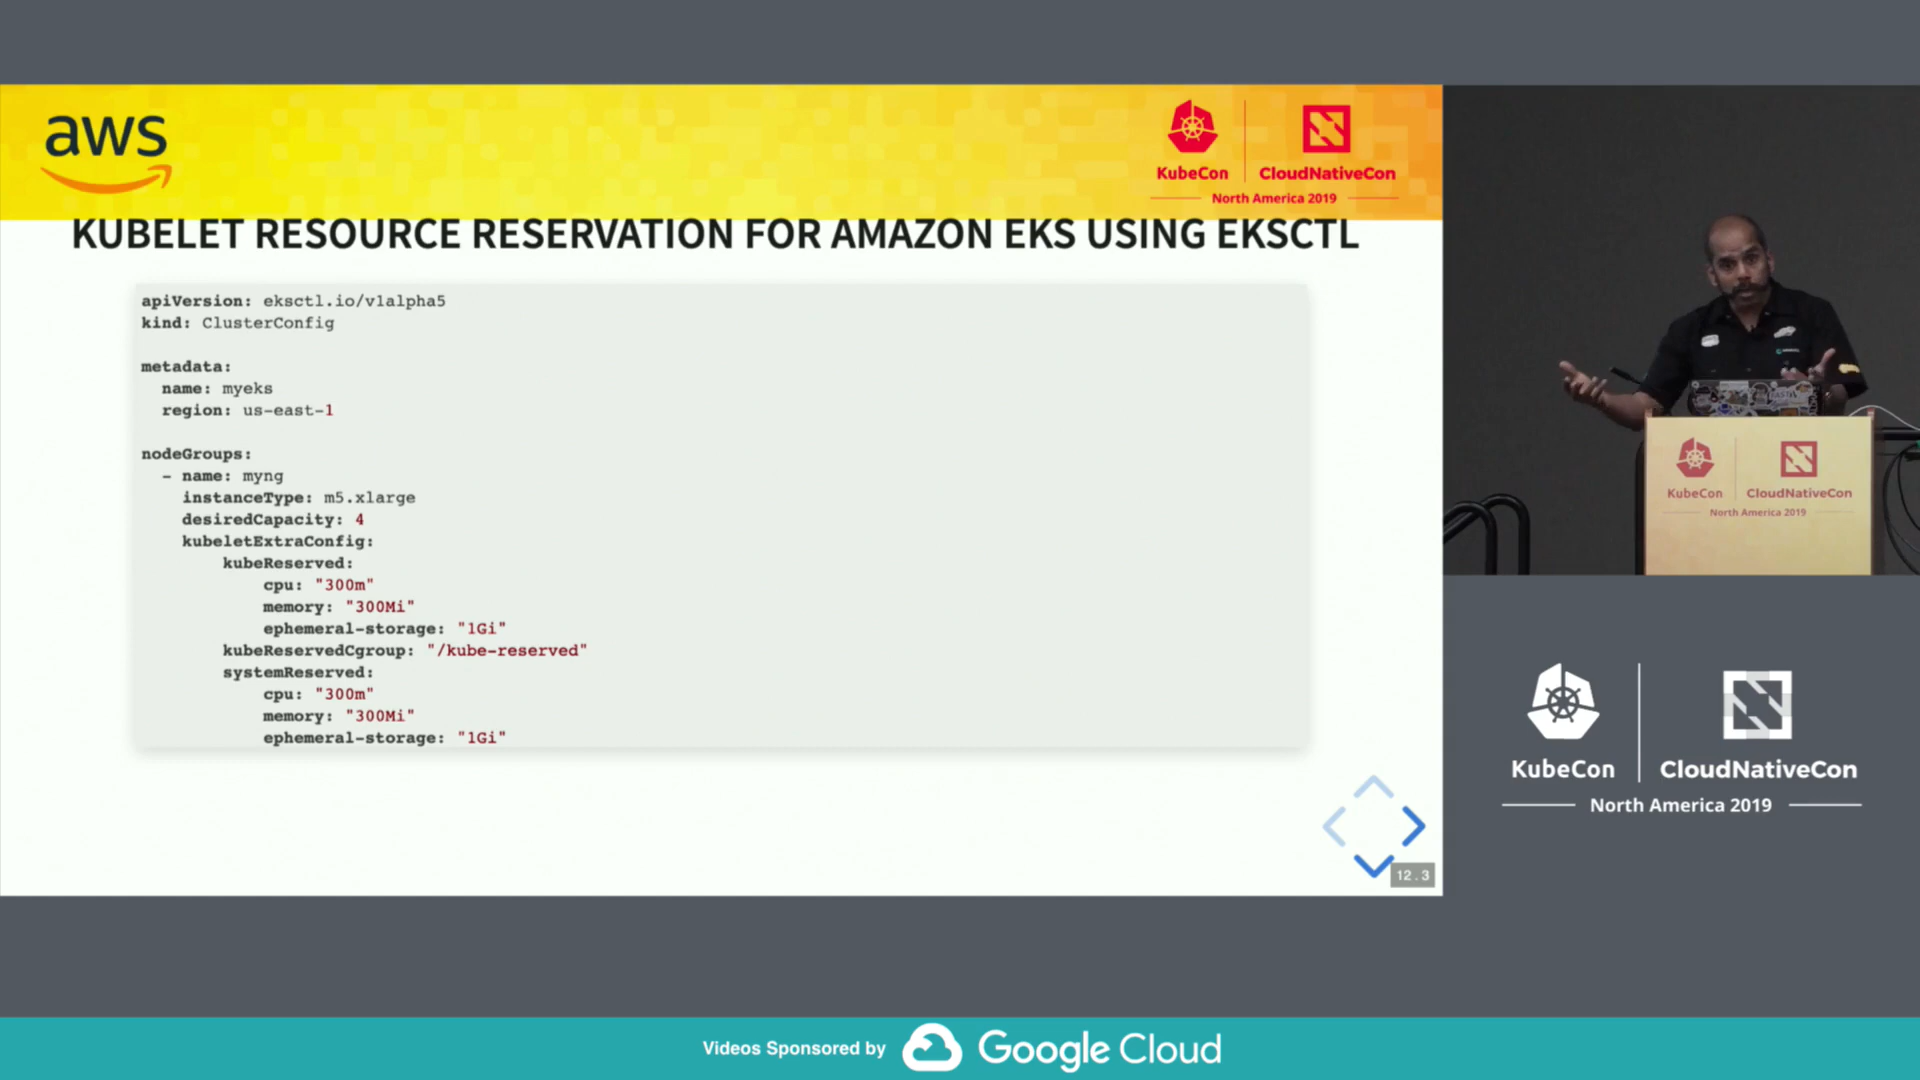 aws
KubeCon
CloudNativeCon
North America 2019
KUBELET RESOURCE RESERVATION FOR AMAZON EKS USING EKSCTL
apiVersion: eksctl.io/v1alpha5
kind: ClusterConfig
metadata:
name: myeks
region: us-east-1
nodeGroups:
- name: myng
instanceType: m5.xlarge
desiredCapacity: 4
kubeletExtraConfig:
kubeReserved:
cpu: "300m"
memory: "300Mi"
ephemeral-storage: "1Gi"
kubeReservedCgroup: "/kube-reserved"
systemReserved:
cpu: "300m"
memory: "300Mi"
ephemeral-storage: "1Gi"
12.3
KubeCon
CloudNativeCon
North America 2019
KubeCon
CloudNativeCon
North America 2019
Videos Sponsored by
Google Cloud